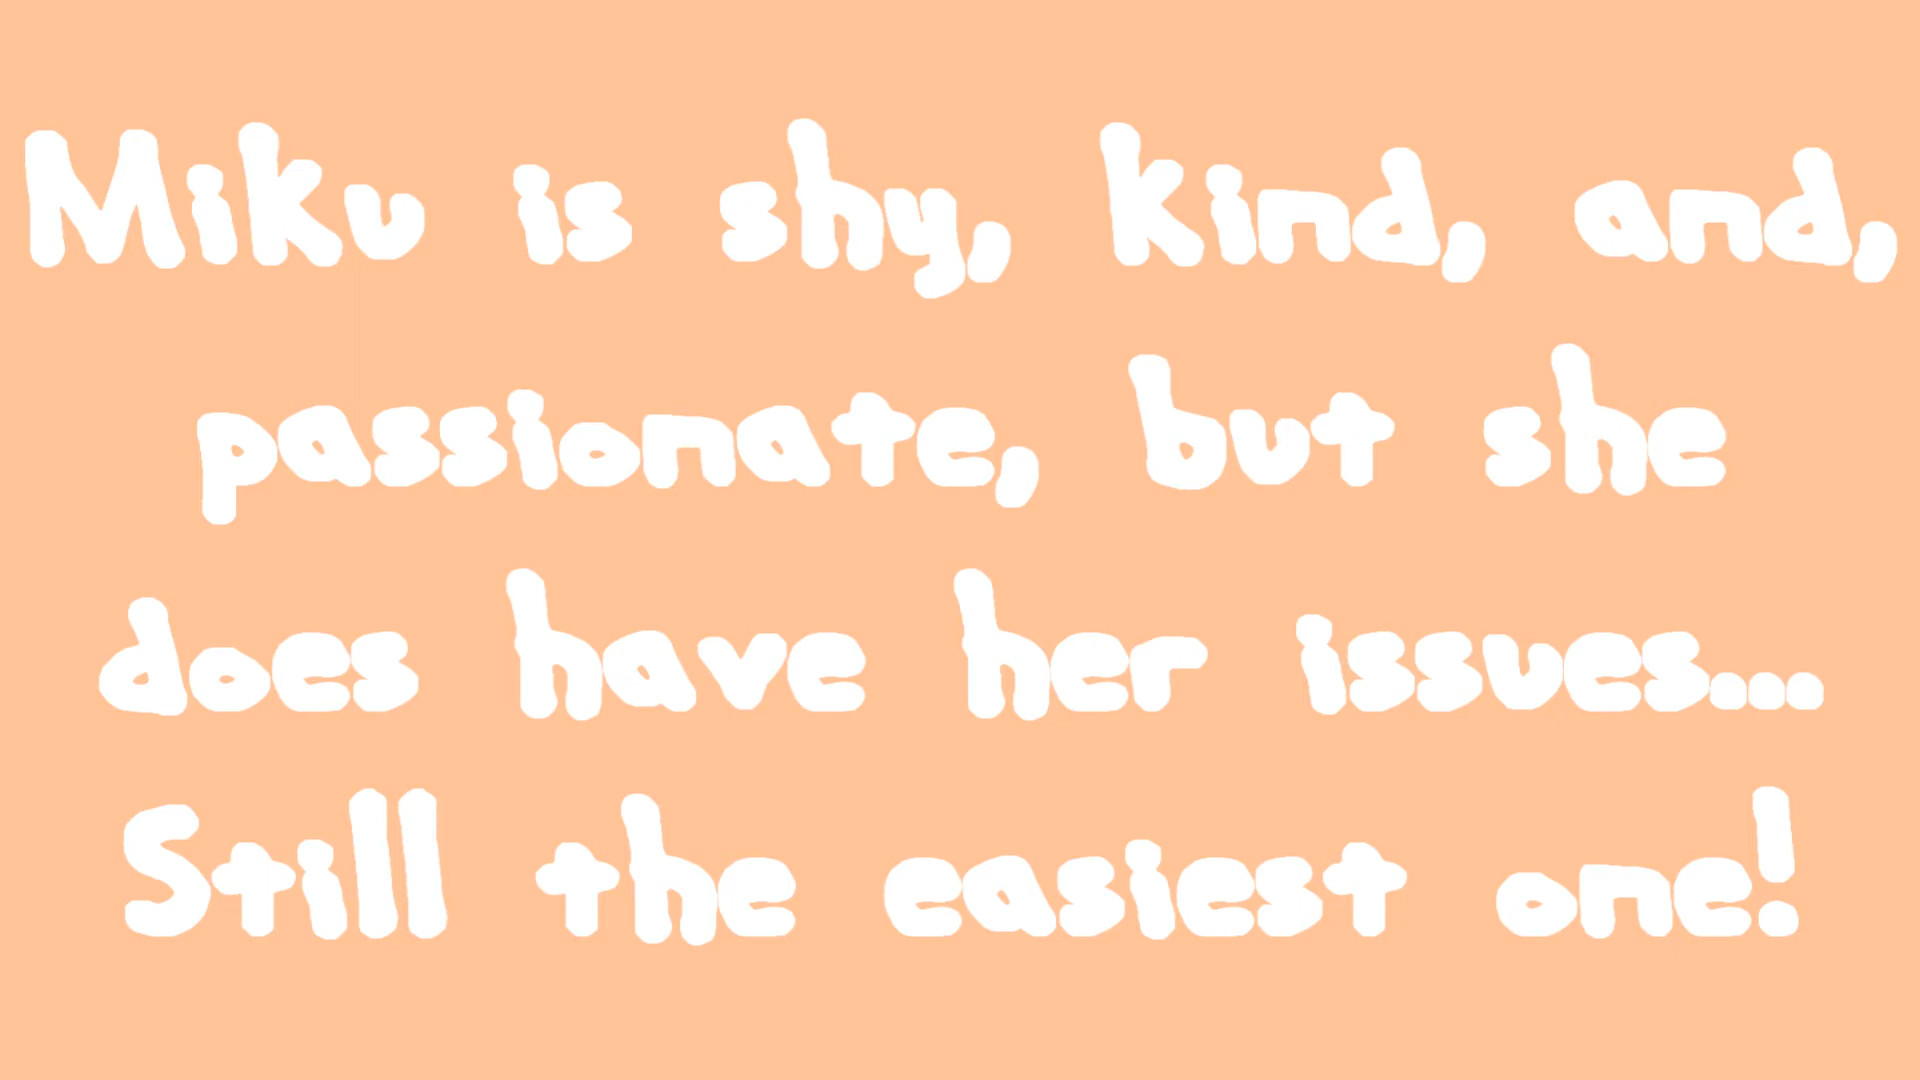 Miku is shy, kind, and,
passionate, but she
does have her issues...
Still the easiest one!